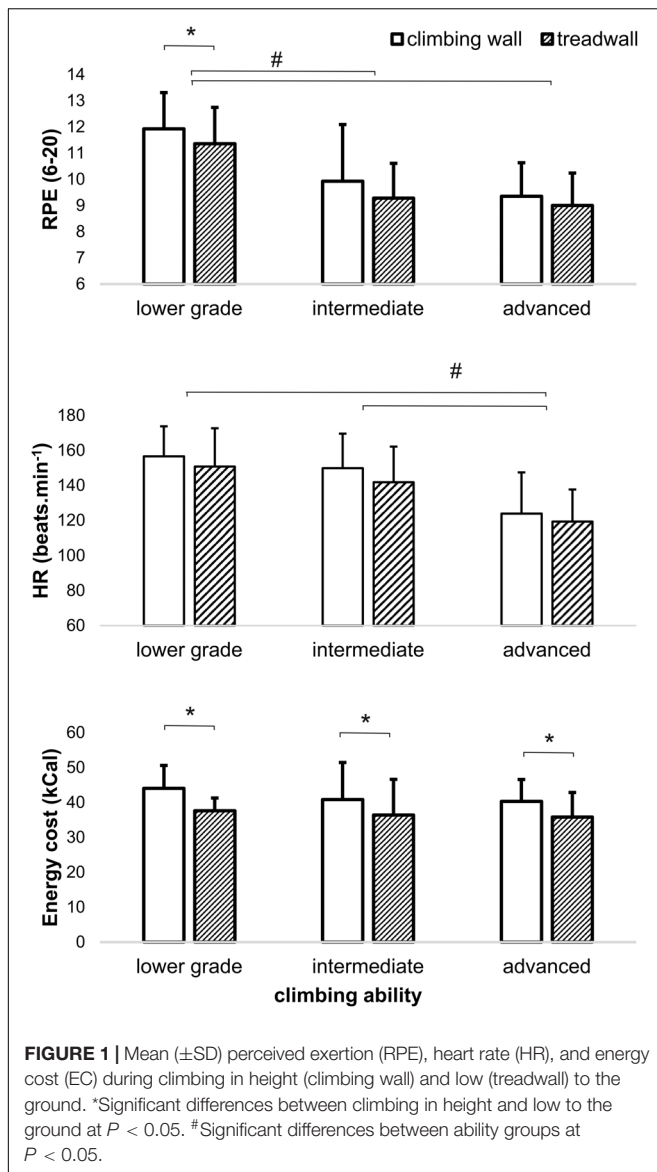 climbing wall treadwall
*
#
14
13
12
11
10
9
8
7
6
RPE (6-20)
lower grade intermediate advanced
#
180
160
140
120
100
80
60
HR (beats.min⁻¹)
lower grade intermediate advanced
* * *
60
50
40
30
20
10
0
Energy cost (kCal)
lower grade intermediate advanced
climbing ability
FIGURE 1 | Mean (±SD) perceived exertion (RPE), heart rate (HR), and energy
cost (EC) during climbing in height (climbing wall) and low (treadwall) to the
ground. *Significant differences between climbing in height and low to the
ground at P < 0.05. #Significant differences between ability groups at
P < 0.05.